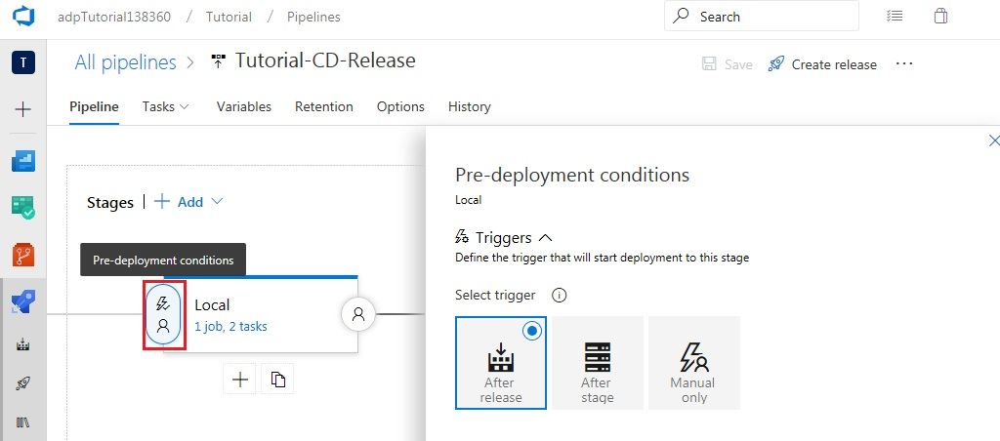 adpTutorial138360 / Tutorial / Pipelines
Search
T
All pipelines > Tutorial-CD-Release
Save Create release ...
Pipeline Tasks Variables Retention Options History
Stages | + Add
Pre-deployment conditions
Local
1 job, 2 tasks
Pre-deployment conditions
Local
Triggers
Define the trigger that will start deployment to this stage
Select trigger
After
release
After
stage
Manual
only